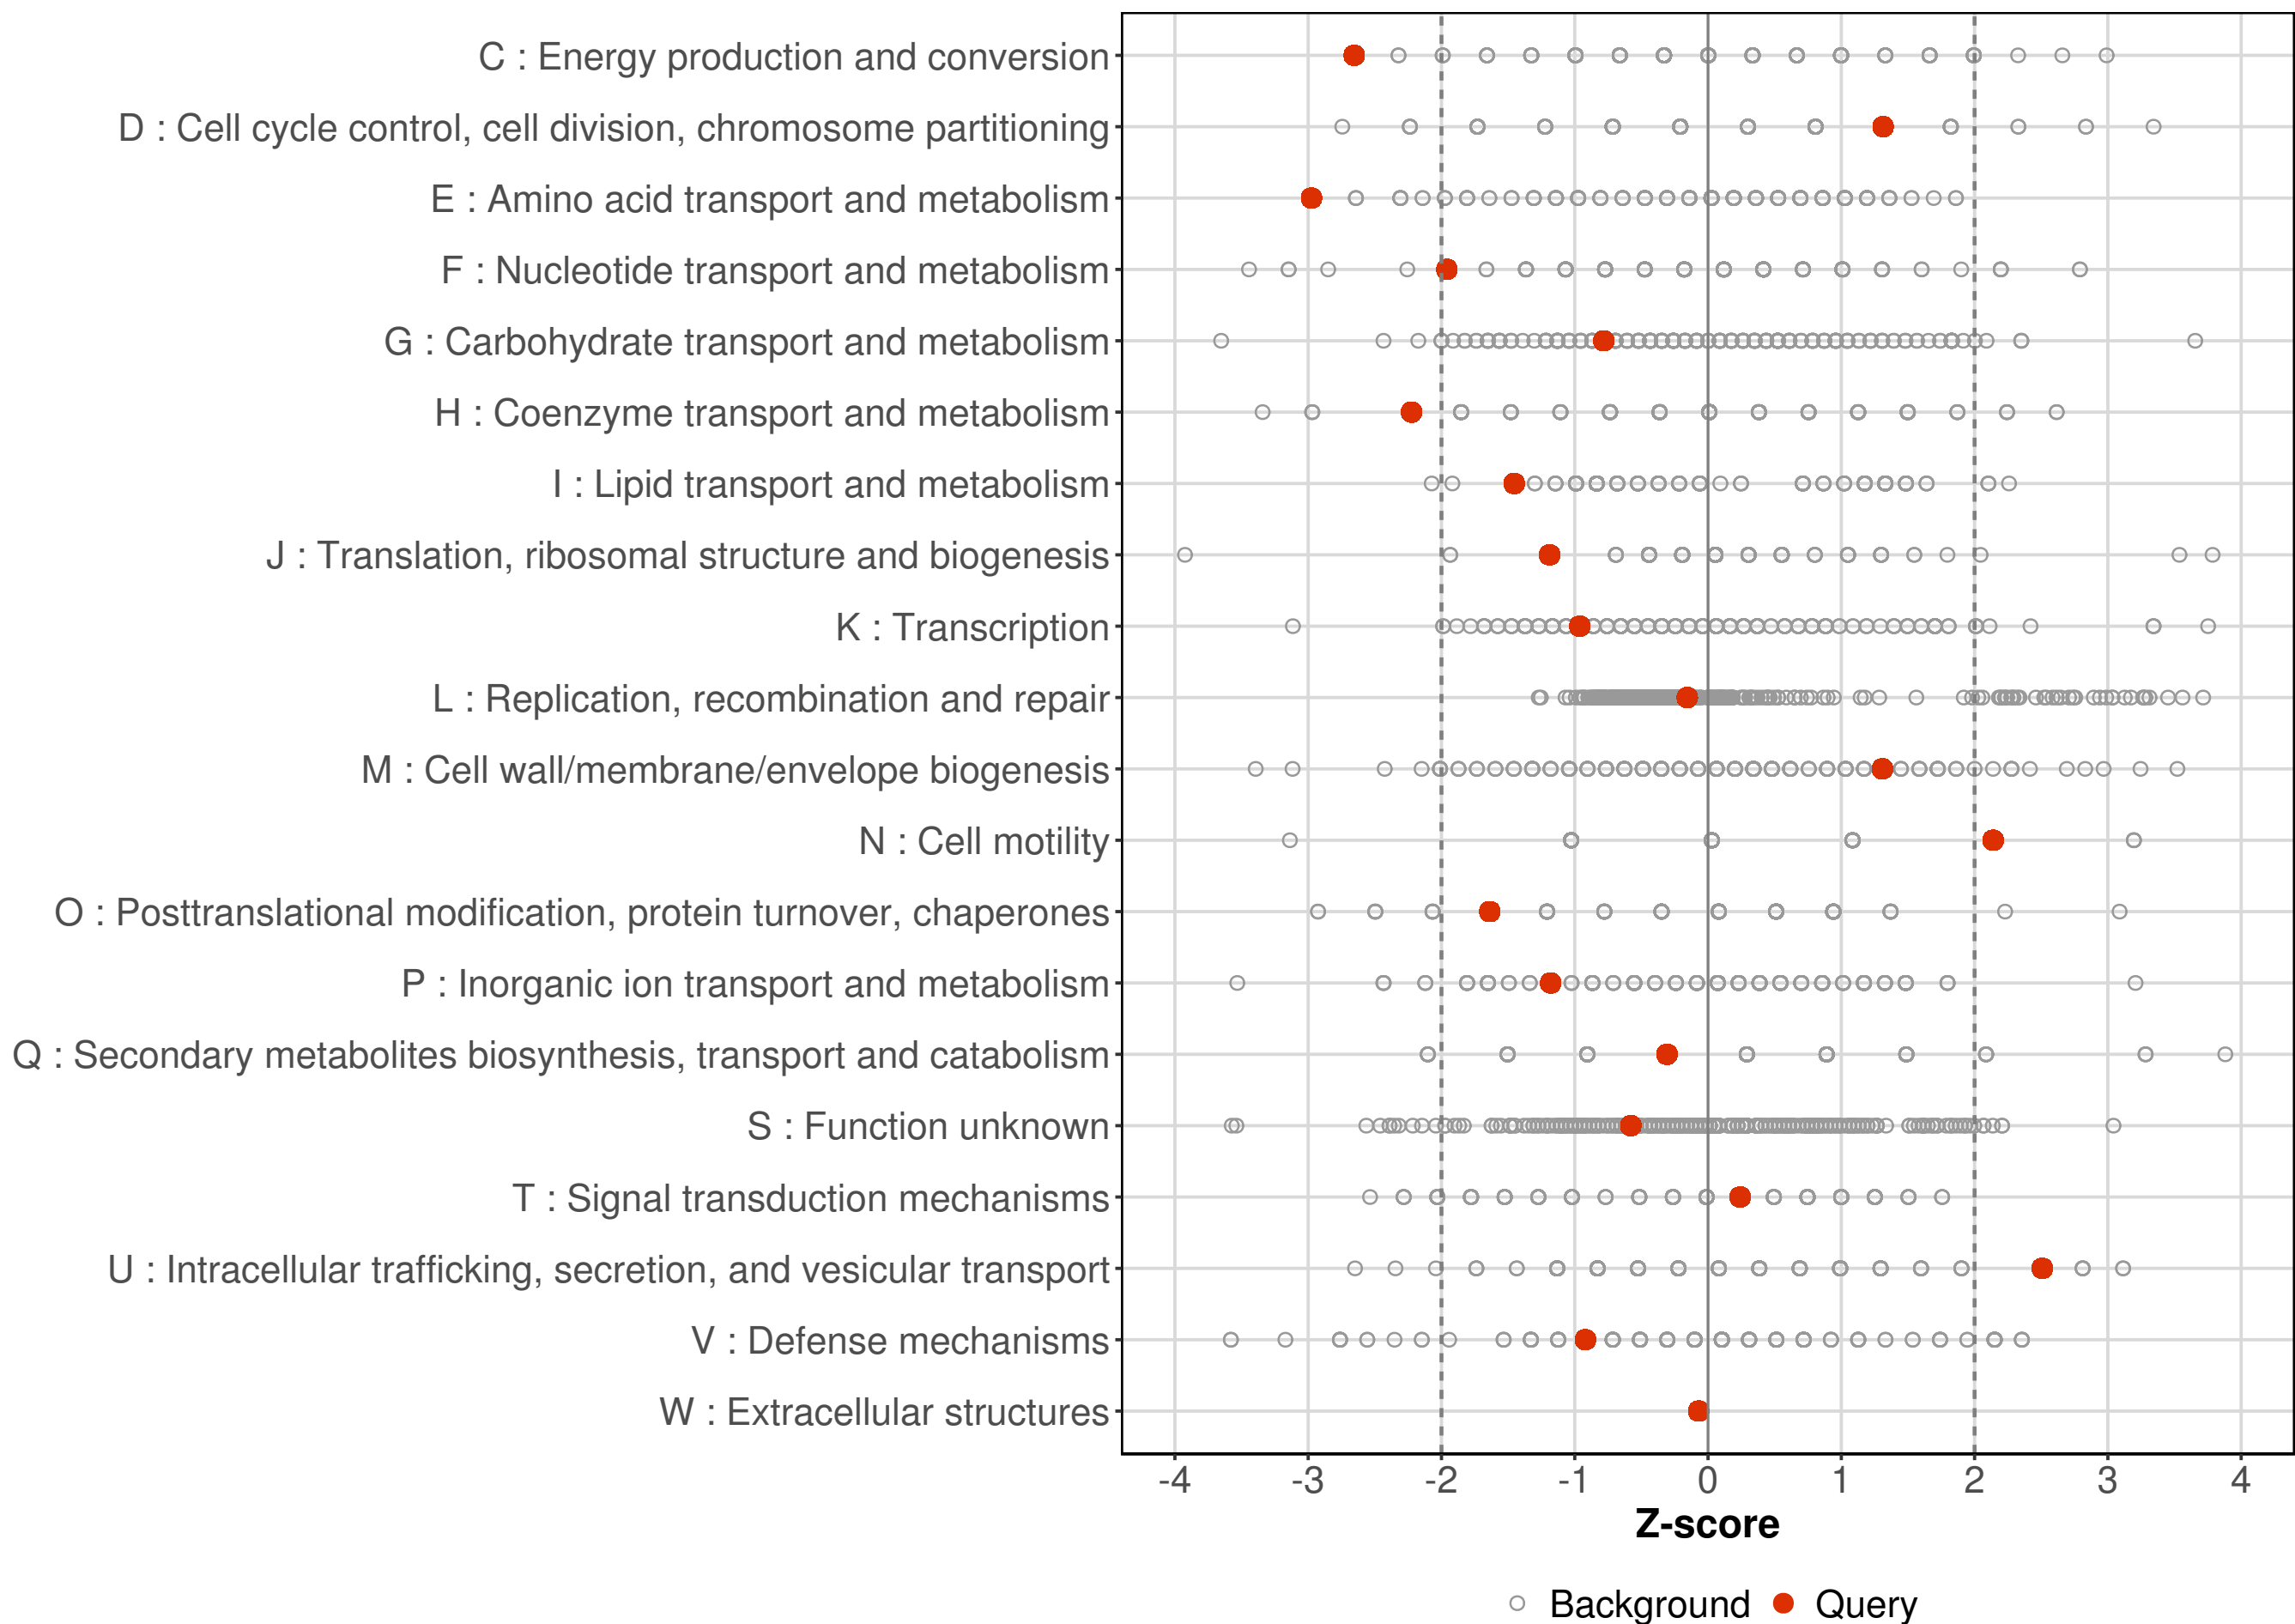 C : Energy production and conversion
D : Cell cycle control, cell division, chromosome partitioning
E : Amino acid transport and metabolism
F : Nucleotide transport and metabolism
G : Carbohydrate transport and metabolism
H : Coenzyme transport and metabolism
I : Lipid transport and metabolism
J : Translation, ribosomal structure and biogenesis
K : Transcription
L : Replication, recombination and repair
M : Cell wall/membrane/envelope biogenesis
N : Cell motility
O : Posttranslational modification, protein turnover, chaperones
P : Inorganic ion transport and metabolism
Q : Secondary metabolites biosynthesis, transport and catabolism
S : Function unknown
T : Signal transduction mechanisms
U : Intracellular trafficking, secretion, and vesicular transport
V : Defense mechanisms
W : Extracellular structures
-4 -3 -2 -1 0 1 2 3 4
Z-score
Background Query